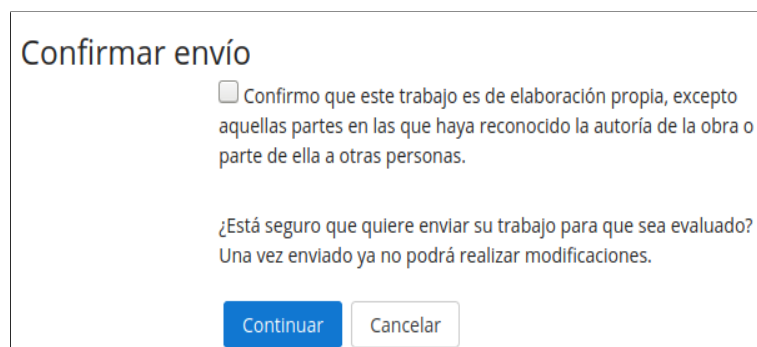 Confirmar envío
Confirmo que este trabajo es de elaboración propia, excepto
aquellas partes en las que haya reconocido la autoría de la obra o
parte de ella a otras personas.
¿Está seguro que quiere enviar su trabajo para que sea evaluado?
Una vez enviado ya no podrá realizar modificaciones.
Continuar
Cancelar